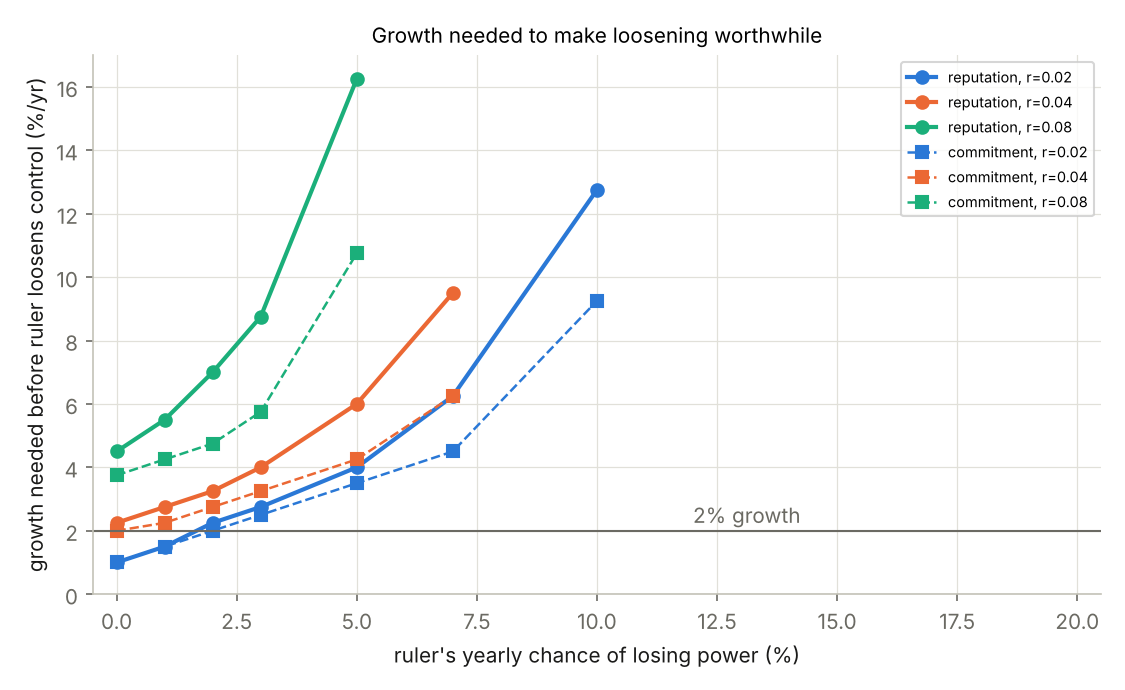 Growth needed to make loosening worthwhile
growth needed before ruler loosens control (%/yr)
16
14
12
10
8
6
4
2
0
reputation, r=0.02
reputation, r=0.04
reputation, r=0.08
commitment, r=0.02
commitment, r=0.04
commitment, r=0.08
2% growth
0.0 2.5 5.0 7.5 10.0 12.5 15.0 17.5 20.0
ruler's yearly chance of losing power (%)